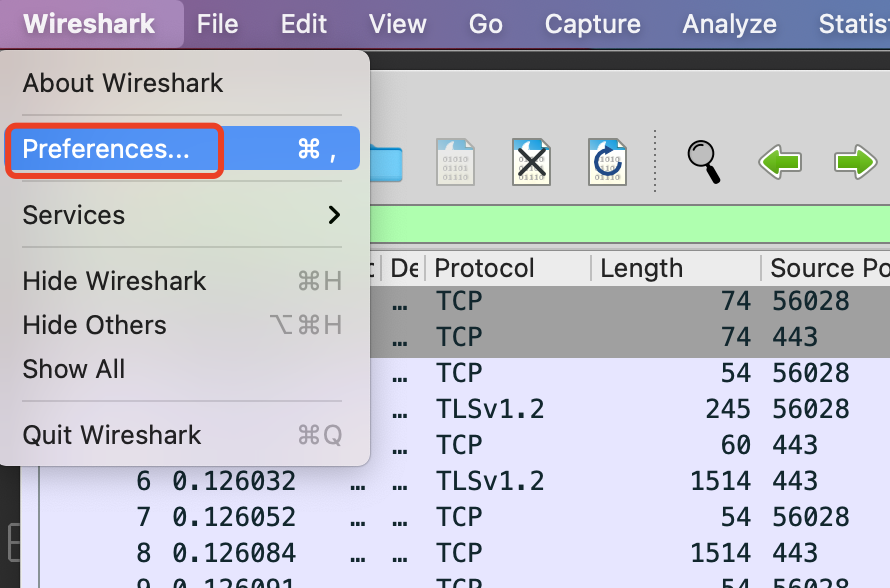 Wireshark File Edit View Go Capture Analyze Statis
About Wireshark
Preferences... ⌘ ,
Services
Hide Wireshark ⌘H
Hide Others ⌥⌘H
Show All
Quit Wireshark ⌘Q
t De Protocol Length Source Po
… TCP 74 56028
… TCP 74 443
… TCP 54 56028
… TLSv1.2 245 56028
… TCP 60 443
6 0.126032 … … TLSv1.2 1514 443
7 0.126052 … … TCP 54 56028
8 0.126084 … … TCP 1514 443
9 0.126091 … … TCP 54 56028